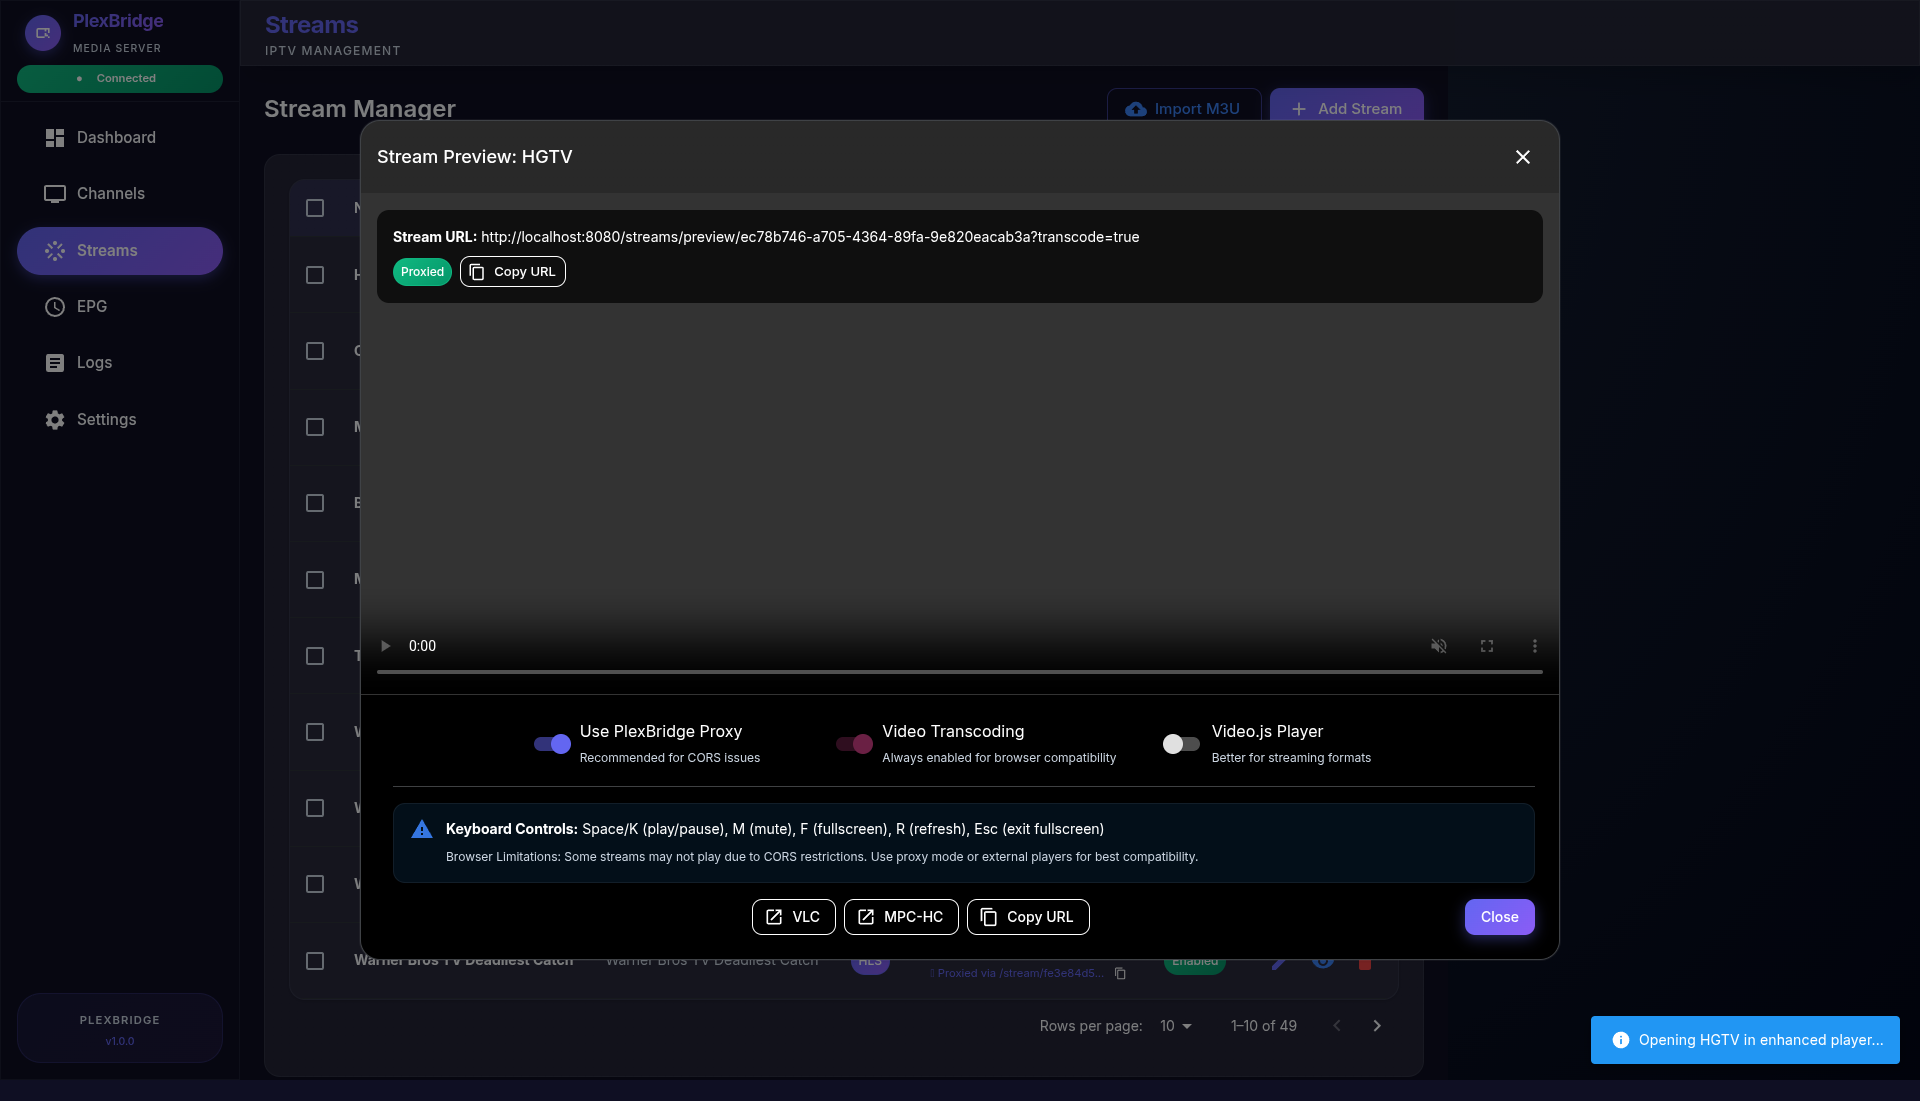 PlexBridge
MEDIA SERVER
Connected
Dashboard
Channels
Streams
EPG
Logs
Settings
PLEXBRIDGE
v1.0.0
Streams
IPTV MANAGEMENT
Stream Manager
Import M3U
Add Stream
Stream Preview: HGTV
Stream URL: http://localhost:8080/streams/preview/ec78b746-a705-4364-89fa-9e820eacab3a?transcode=true
Proxied
Copy URL
0:00
Use PlexBridge Proxy
Recommended for CORS issues
Video Transcoding
Always enabled for browser compatibility
Video.js Player
Better for streaming formats
Keyboard Controls: Space/K (play/pause), M (mute), F (fullscreen), R (refresh), Esc (exit fullscreen)
Browser Limitations: Some streams may not play due to CORS restrictions. Use proxy mode or external players for best compatibility.
VLC
MPC-HC
Copy URL
Close
Warner Bros TV Deadliest Catch
Warner Bros TV Deadliest Catch
HLS
Proxied via /stream/fe3e84d5...
Enabled
Rows per page: 10
1–10 of 49
Opening HGTV in enhanced player...